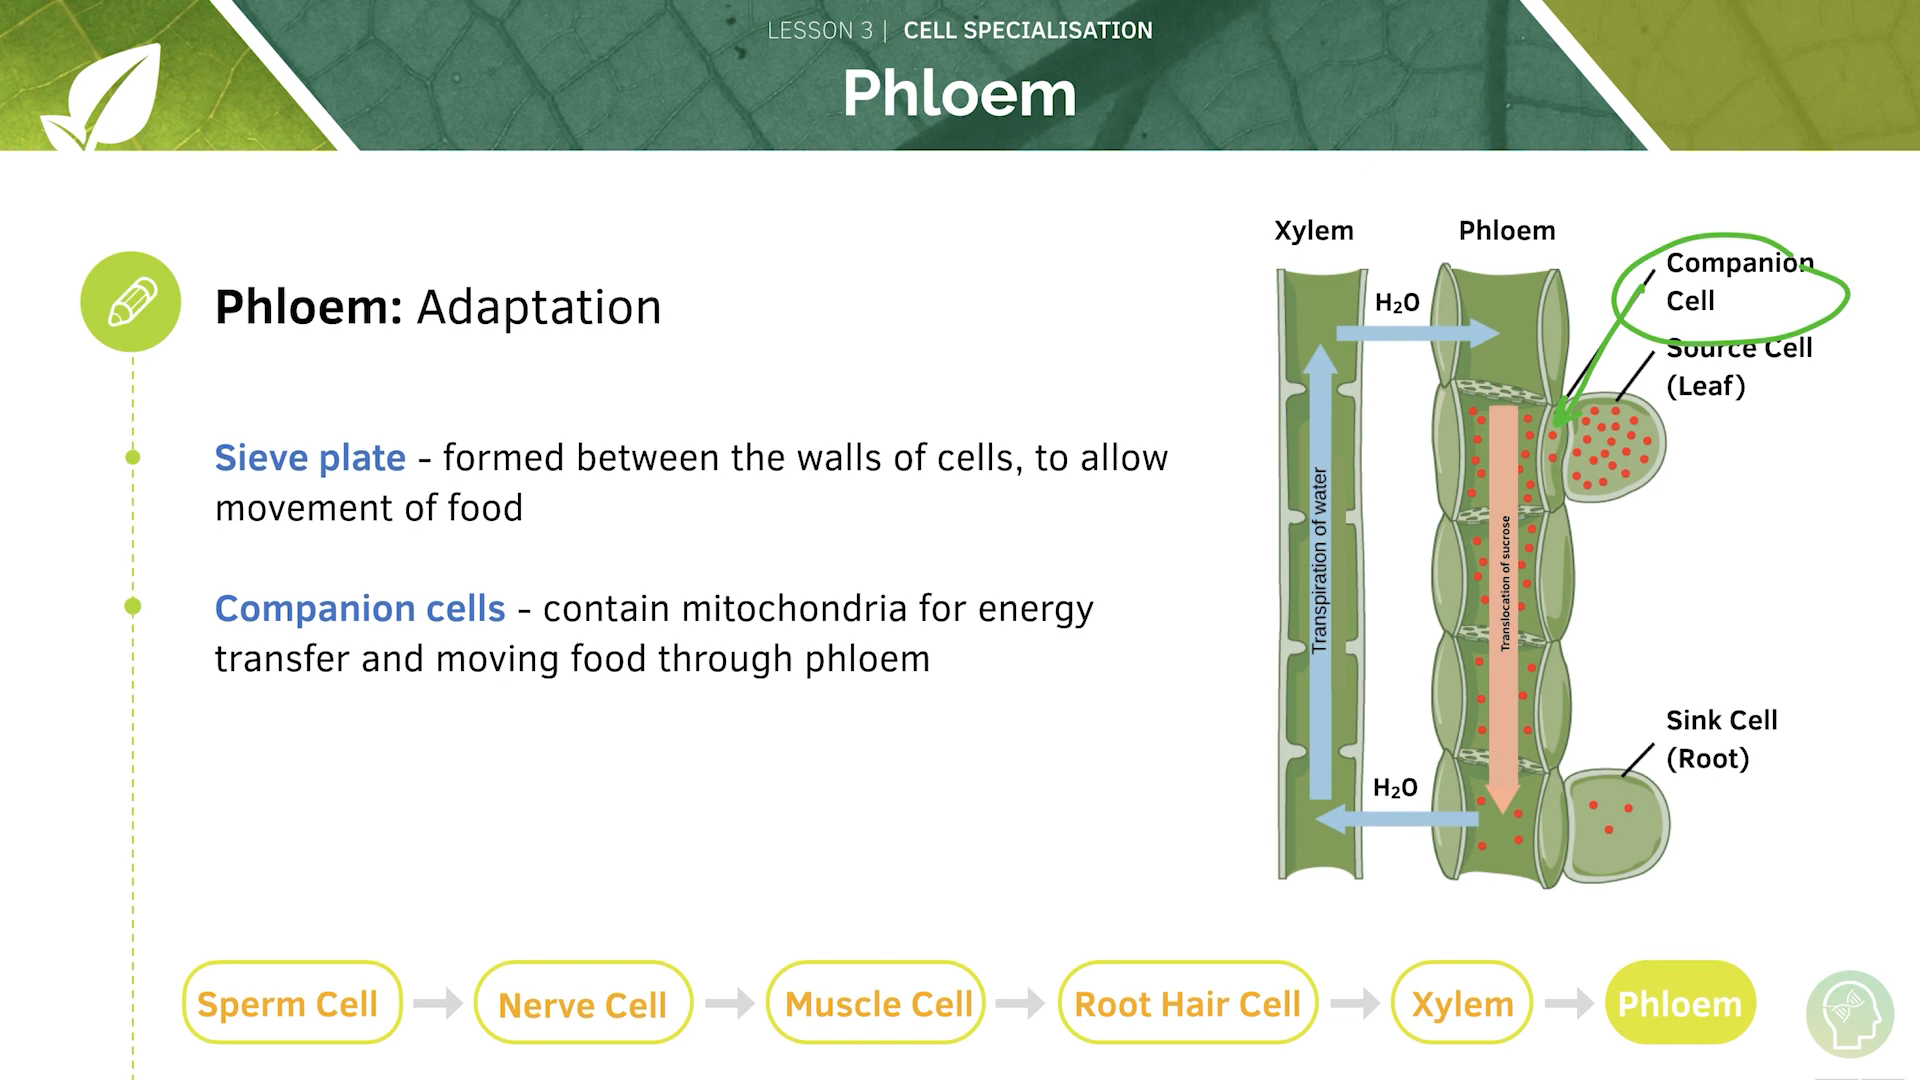 LESSON 3 | CELL SPECIALISATION
Phloem
Phloem: Adaptation
Sieve plate - formed between the walls of cells, to allow
movement of food
Companion cells - contain mitochondria for energy
transfer and moving food through phloem
Xylem
Phloem
Companion
Cell
H₂O
Source Cell
(Leaf)
Transpiration of water
Translocation of sucrose
Sink Cell
(Root)
H₂O
Sperm Cell
Nerve Cell
Muscle Cell
Root Hair Cell
Xylem
Phloem